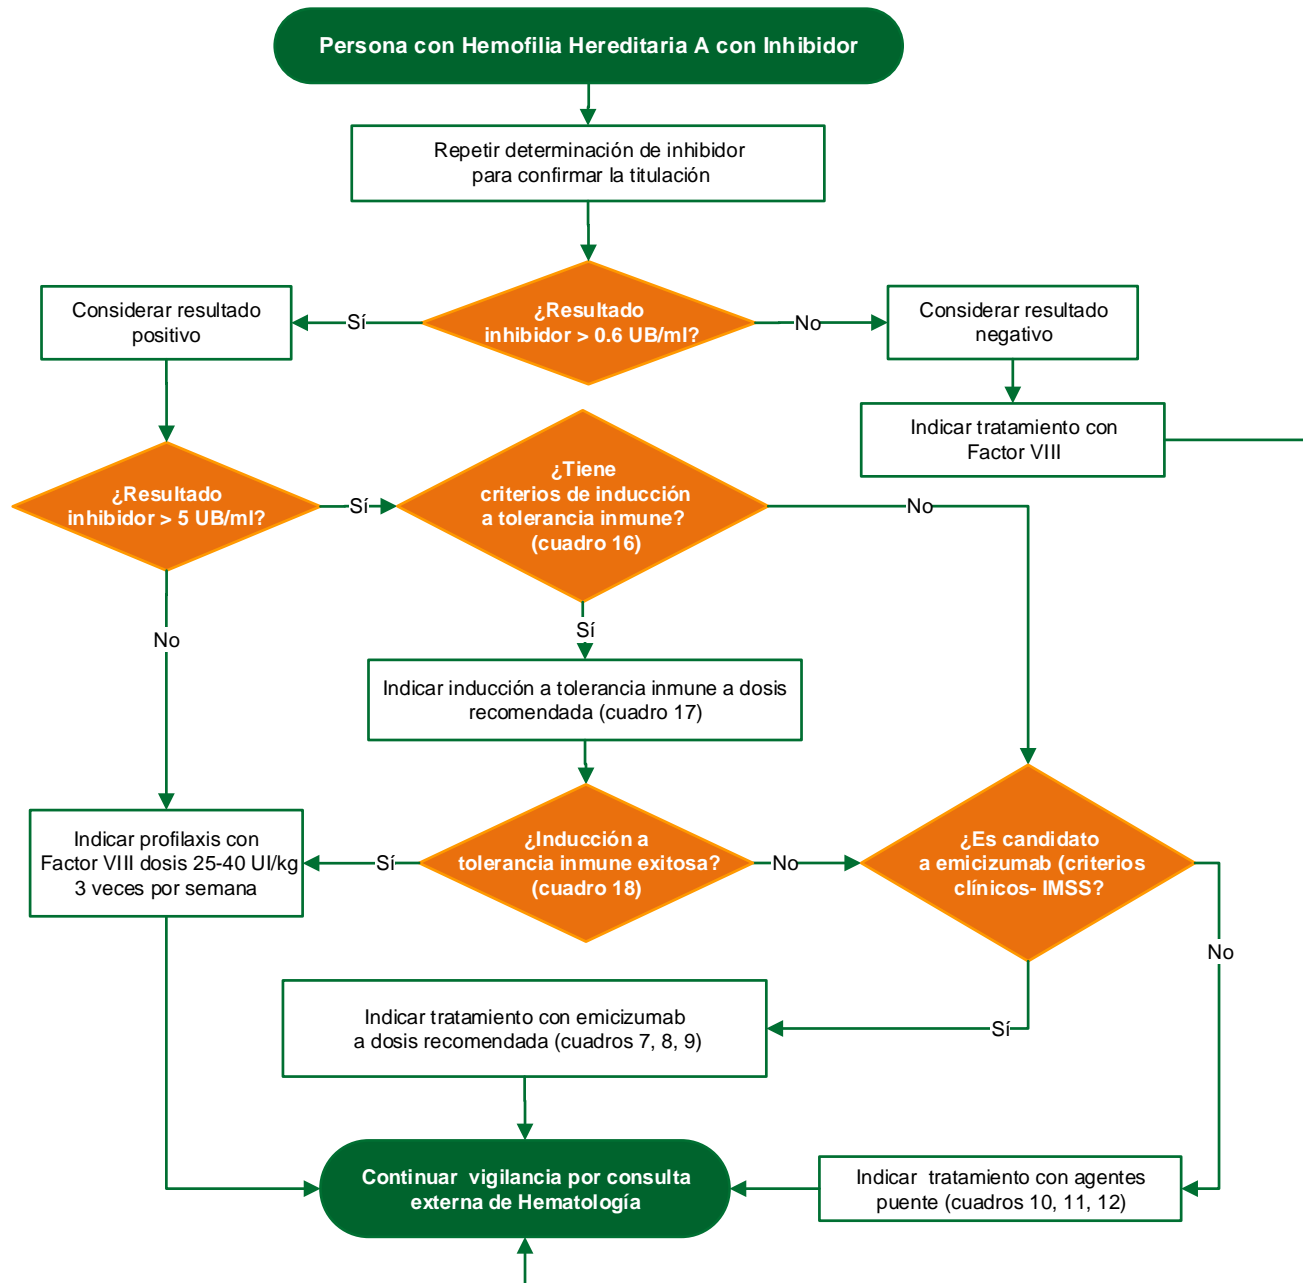 Persona con Hemofilia Hereditaria A con Inhibidor
Repetir determinación de inhibidor
para confirmar la titulación
¿Resultado
inhibidor > 0.6 UB/ml?
Sí
No
Considerar resultado
positivo
Considerar resultado
negativo
Indicar tratamiento con
Factor VIII
¿Resultado
inhibidor > 5 UB/ml?
Sí
No
¿Tiene
criterios de inducción
a tolerancia inmune?
(cuadro 16)
No
Sí
Indicar inducción a tolerancia inmune a dosis
recomendada (cuadro 17)
Indicar profilaxis con
Factor VIII dosis 25-40 UI/kg
3 veces por semana
Sí
¿Inducción a
tolerancia inmune exitosa?
(cuadro 18)
No
¿Es candidato
a emicizumab (criterios
clínicos- IMSS?
No
Sí
Indicar tratamiento con emicizumab
a dosis recomendada (cuadros 7, 8, 9)
Continuar  vigilancia por consulta
externa de Hematología
Indicar  tratamiento con agentes
puente (cuadros 10, 11, 12)